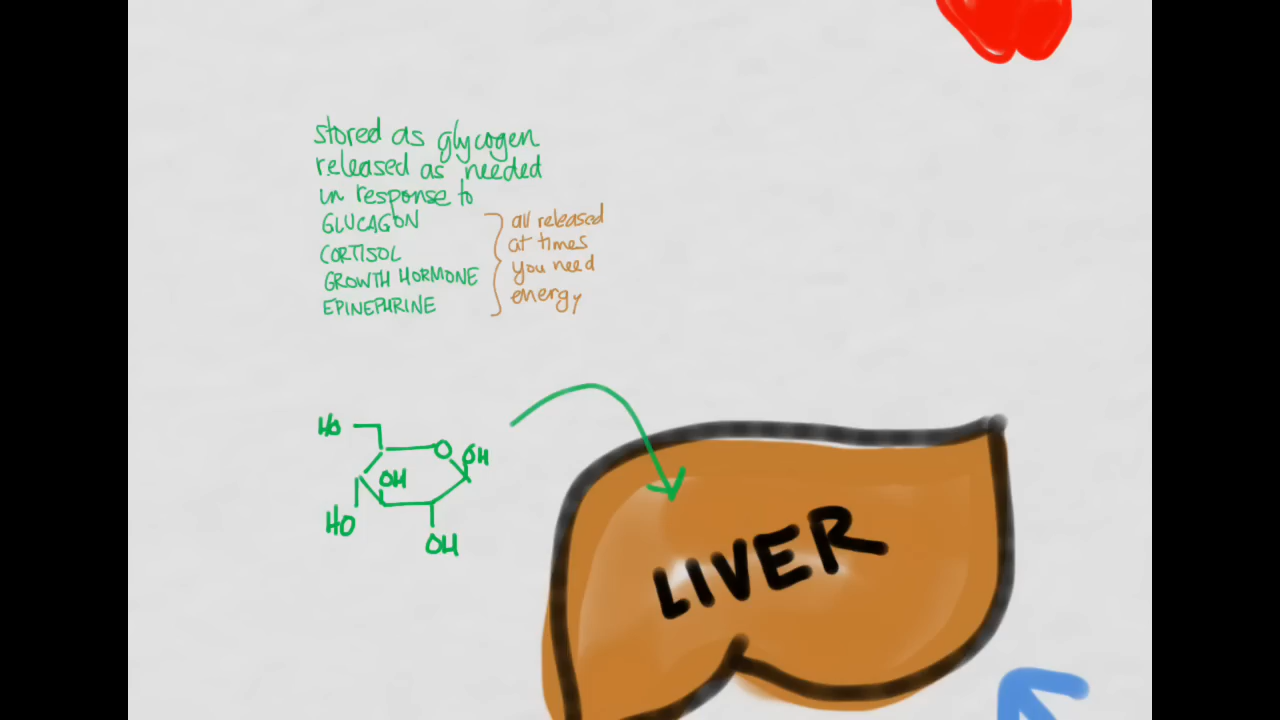 stored as glycogen
released as needed
in response to
GLUCAGON
CORTISOL
GROWTH HORMONE
EPINEPHRINE
all released
at times
you need
energy
HO
O
OH
OH
HO
OH
LIVER